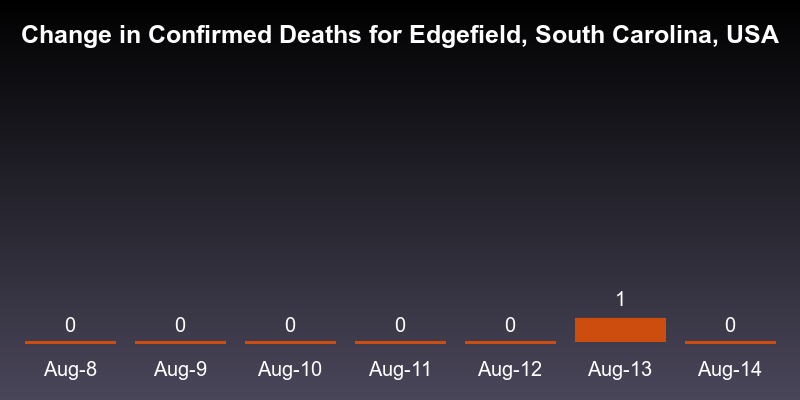 Change in Confirmed Deaths for Edgefield, South Carolina, USA
1
0 0 0 0 0 0
Aug-8 Aug-9 Aug-10 Aug-11 Aug-12 Aug-13 Aug-14